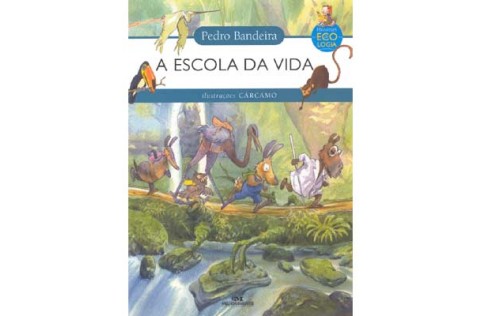 Pedro Bandeira
ECO
LOGIA
A ESCOLA DA VIDA
ilustrações CÁRCAMO